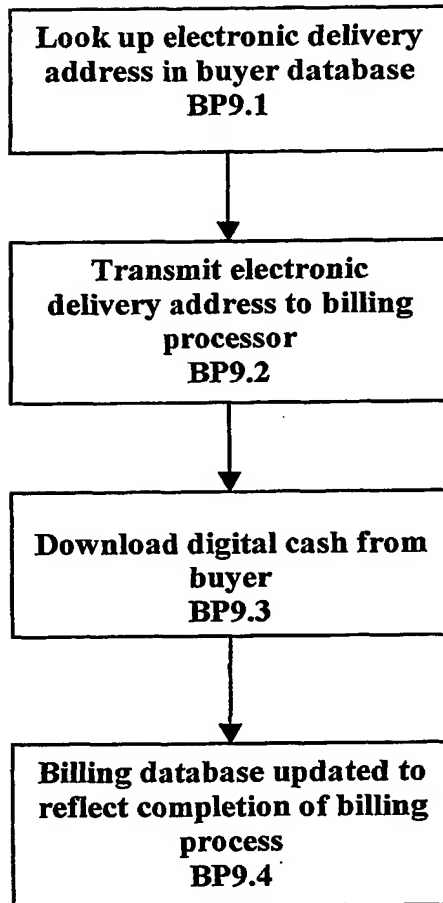 Look up electronic delivery
address in buyer database
BP9.1
Transmit electronic
delivery address to billing
processor
BP9.2
Download digital cash from
buyer
BP9.3
Billing database updated to
reflect completion of billing
process
BP9.4